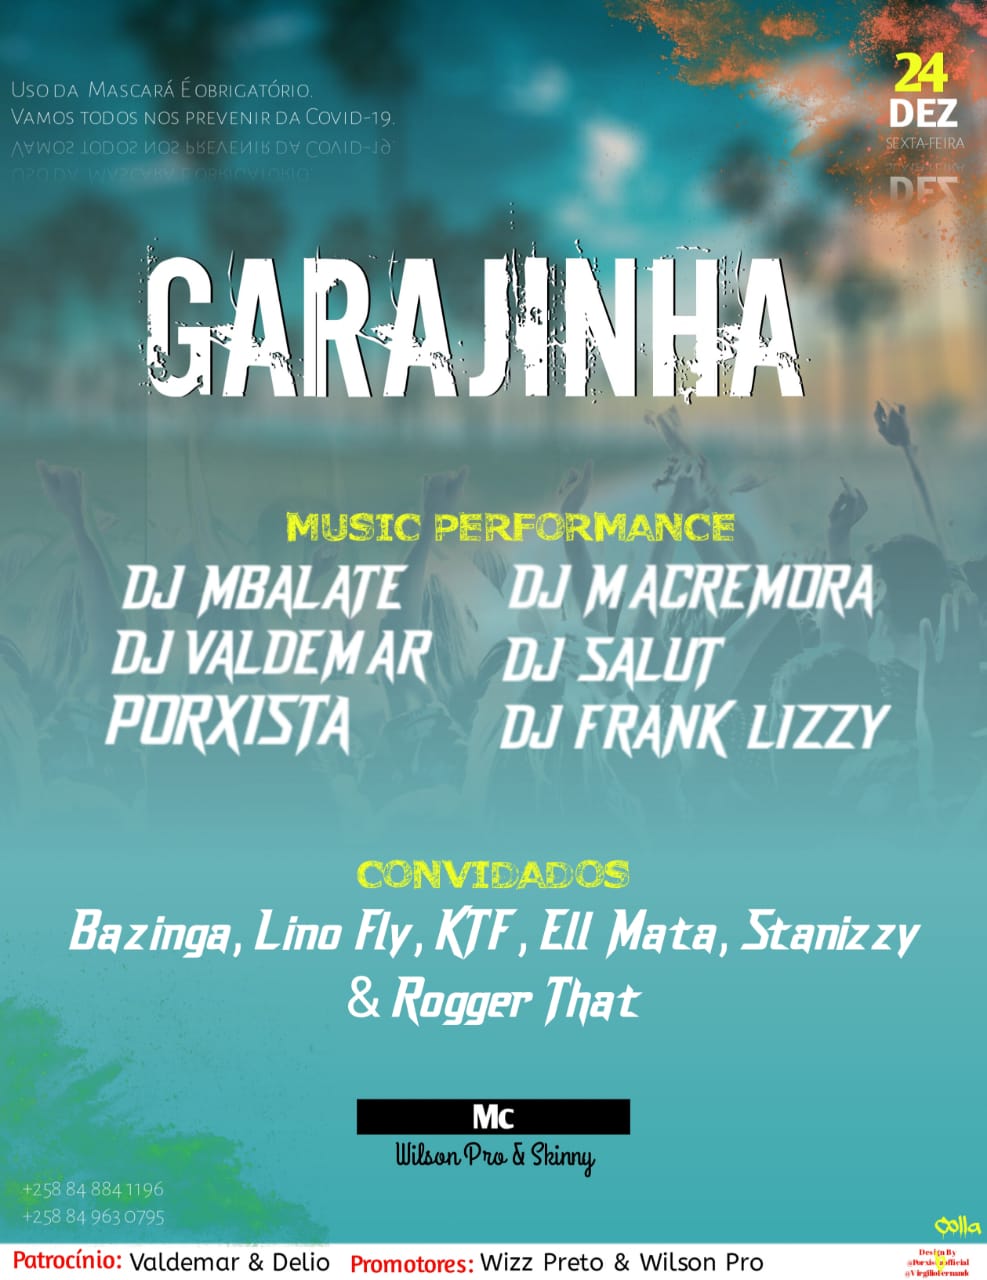 Uso da Mascará É obrigatório.
Vamos todos nos prevenir da Covid-19.
24
DEZ
SEXTA-FEIRA
GARAJINHA
MUSIC PERFORMANCE
DJ MBALATE
DJ VALDEMAR
PORXISTA
DJ MACREMORA
DJ SALUT
DJ FRANK LIZZY
CONVIDADOS
Bazinga, Lino Fly, KTF, Ell Mata, Stanizzy
& Rogger That
Mc
Wilson Pro & Skinny
+258 84 884 1196
+258 84 963 0795
Patrocínio: Valdemar & Delio Promotores: Wizz Preto & Wilson Pro
Design By